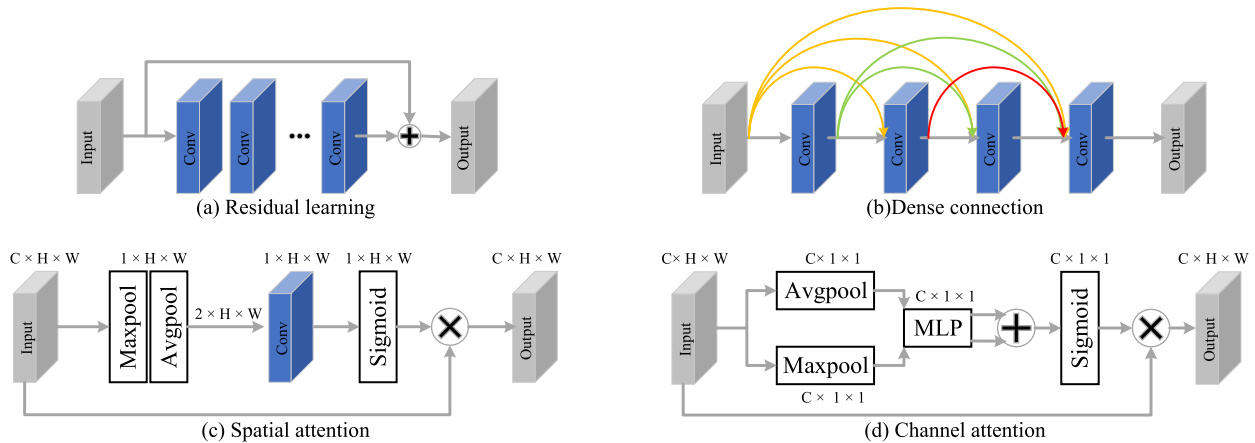 Input
Conv
Conv
•••
Conv
Output
(a) Residual learning
Input
Conv
Conv
Conv
Conv
Output
(b)Dense connection
C × H × W
1 × H × W
1 × H × W
1 × H × W
C × H × W
Input
Maxpool
Avgpool
2 × H × W
Conv
Sigmoid
Output
(c) Spatial attention
C× H × W
C× 1 × 1
C × 1 × 1
C × 1 × 1
C × H × W
Input
Avgpool
Maxpool
C × 1 × 1
MLP
Sigmoid
Output
(d) Channel attention